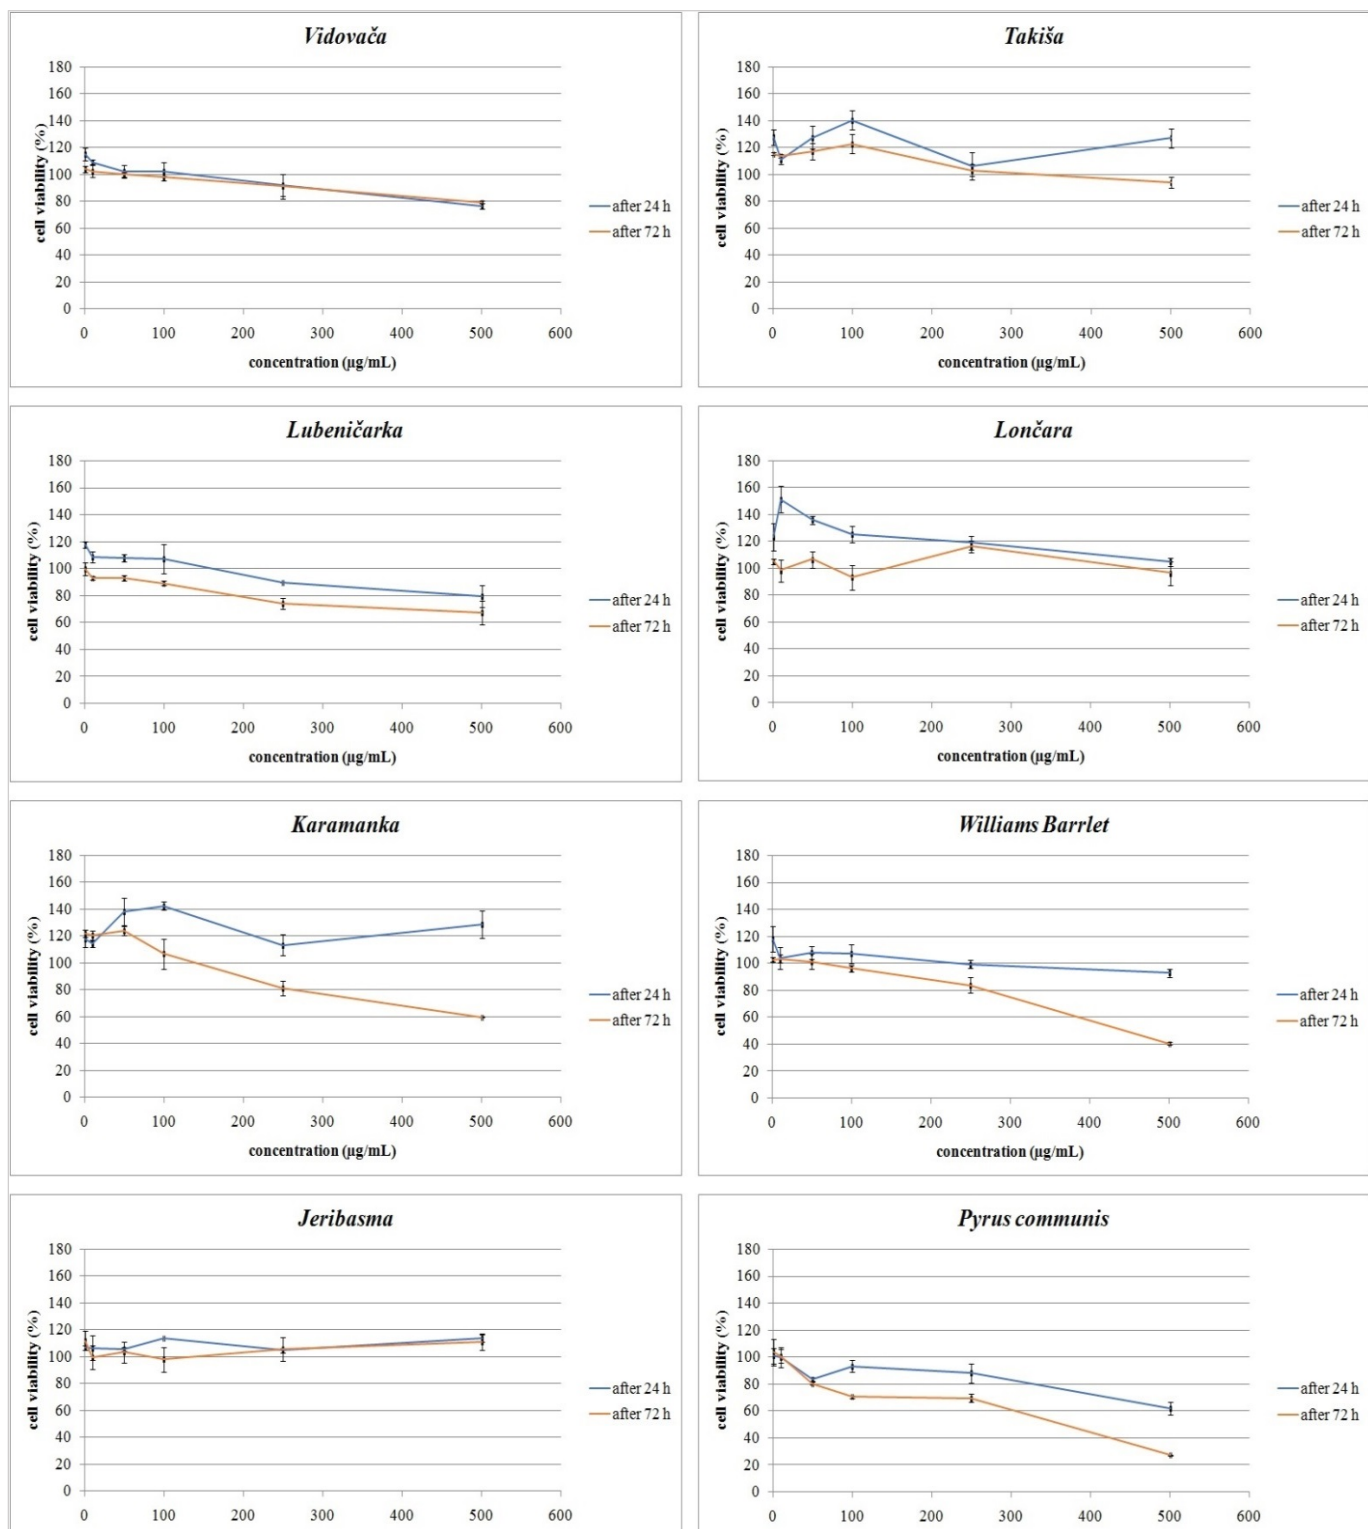 Vidovača
180
160
140
120
100
80
60
40
20
0
cell viability (%)
0 100 200 300 400 500 600
concentration (µg/mL)
after 24 h
after 72 h
Takiša
180
160
140
120
100
80
60
40
20
0
cell viability (%)
0 100 200 300 400 500 600
concentration (µg/mL)
after 24 h
after 72 h
Lubeničarka
180
160
140
120
100
80
60
40
20
0
cell viability (%)
0 100 200 300 400 500 600
concentration (µg/mL)
after 24 h
after 72 h
Lončara
180
160
140
120
100
80
60
40
20
0
cell viability (%)
0 100 200 300 400 500 600
concentration (µg/mL)
after 24 h
after 72 h
Karamanka
180
160
140
120
100
80
60
40
20
0
cell viability (%)
0 100 200 300 400 500 600
concentration (µg/mL)
after 24 h
after 72 h
Williams Barrlet
180
160
140
120
100
80
60
40
20
0
cell viability (%)
0 100 200 300 400 500 600
concentration (µg/mL)
after 24 h
after 72 h
Jeribasma
180
160
140
120
100
80
60
40
20
0
cell viability (%)
0 100 200 300 400 500 600
after 24 h
after 72 h
Pyrus communis
180
160
140
120
100
80
60
40
20
0
cell viability (%)
0 100 200 300 400 500 600
after 24 h
after 72 h